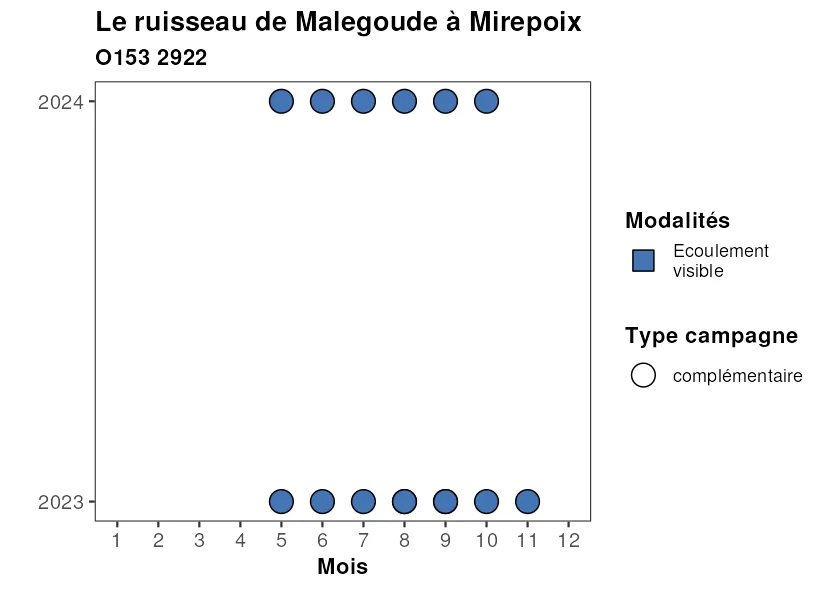 Le ruisseau de Malegoude à Mirepoix
O153 2922
2024
2023
1 2 3 4 5 6 7 8 9 10 11 12
Mois
Modalités
Ecoulement
visible
Type campagne
complémentaire